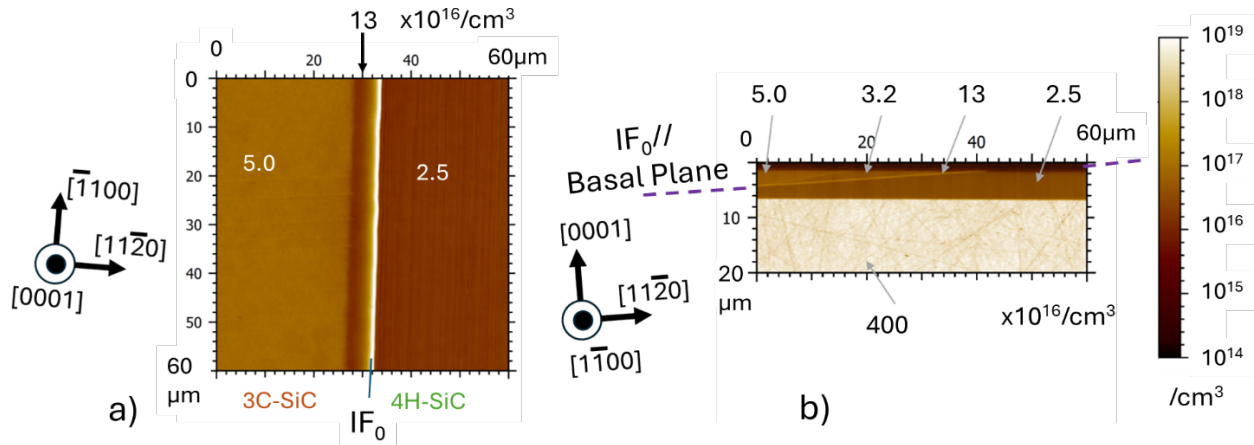 13 x10¹⁶/cm³
0 20 40 60µm
0
10
20
30
40
50
60
µm
5.0 2.5
[1̅100]
[112̅0]
[0001]
3C-SiC 4H-SiC
IF₀
a)
5.0 3.2 13 2.5
0 20 40 60µm
IF₀//
Basal Plane
10
20
µm
[0001]
[112̅0]
[11̅00]
400
x10¹⁶/cm³
b)
10¹⁹
10¹⁸
10¹⁷
10¹⁶
10¹⁵
10¹⁴
/cm³